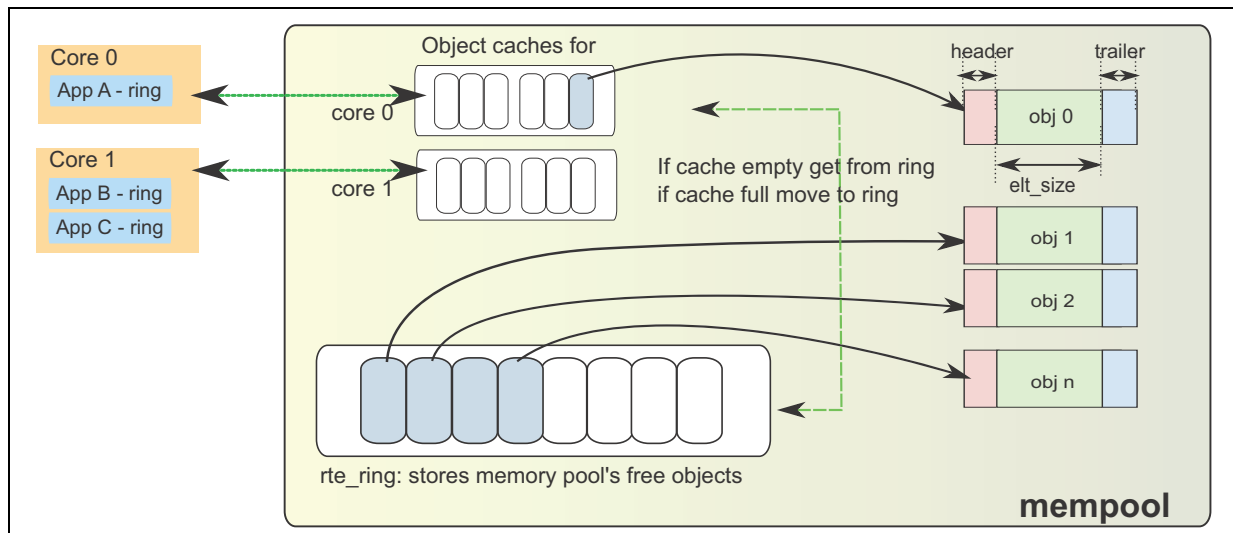 Core 0
App A - ring
Core 1
App B - ring
App C - ring
Object caches for
core 0
core 1
If cache empty get from ring
if cache full move to ring
header
trailer
obj 0
elt_size
obj 1
obj 2
obj n
rte_ring: stores memory pool's free objects
mempool